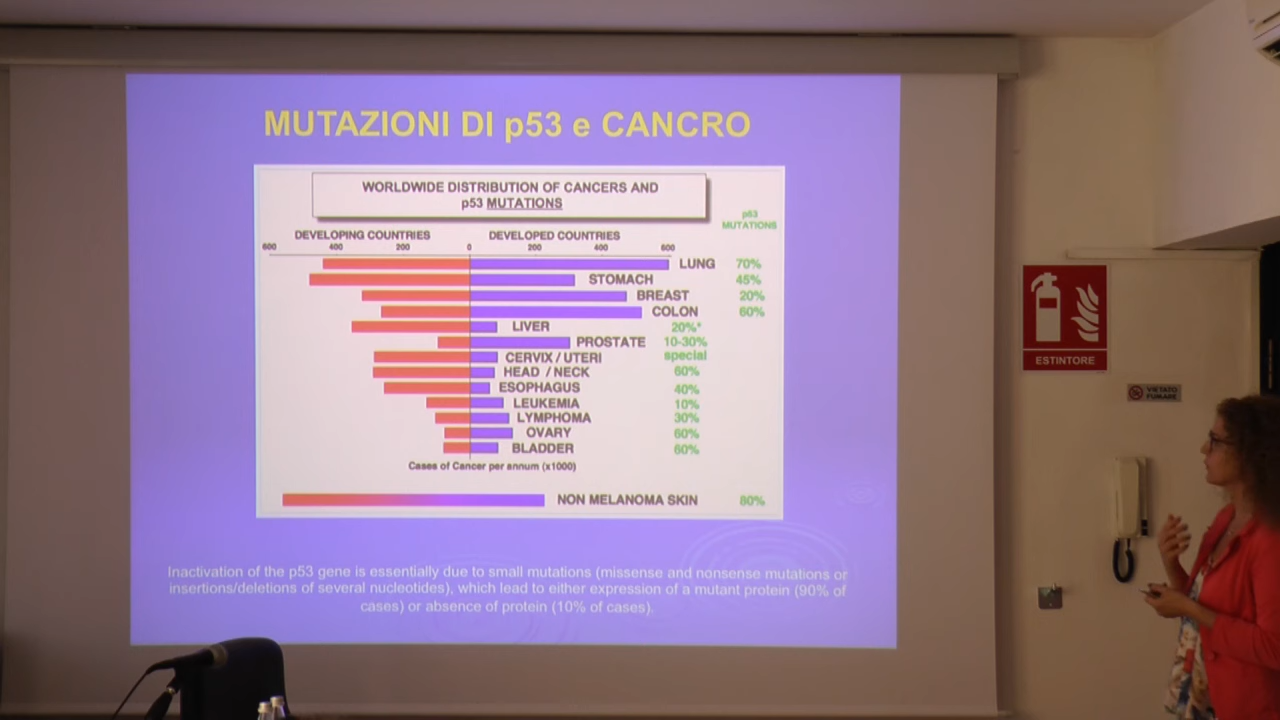 MUTAZIONI DI p53 e CANCRO
WORLDWIDE DISTRIBUTION OF CANCERS AND
p53 MUTATIONS
p53
MUTATIONS
DEVELOPING COUNTRIES DEVELOPED COUNTRIES
600 400 200 0 200 400 600
LUNG 70%
STOMACH 45%
BREAST 20%
COLON 60%
LIVER 20%*
PROSTATE 10-30%
CERVIX / UTERI special
HEAD / NECK 60%
ESOPHAGUS 40%
LEUKEMIA 10%
LYMPHOMA 30%
OVARY 60%
BLADDER 60%
Cases of Cancer per annum (x1000)
NON MELANOMA SKIN 80%
Inactivation of the p53 gene is essentially due to small mutations (missense and nonsense mutations or
insertions/deletions of several nucleotides), which lead to either expression of a mutant protein (90% of
cases) or absence of protein (10% of cases).
ESTINTORE
VIETATO
FUMARE